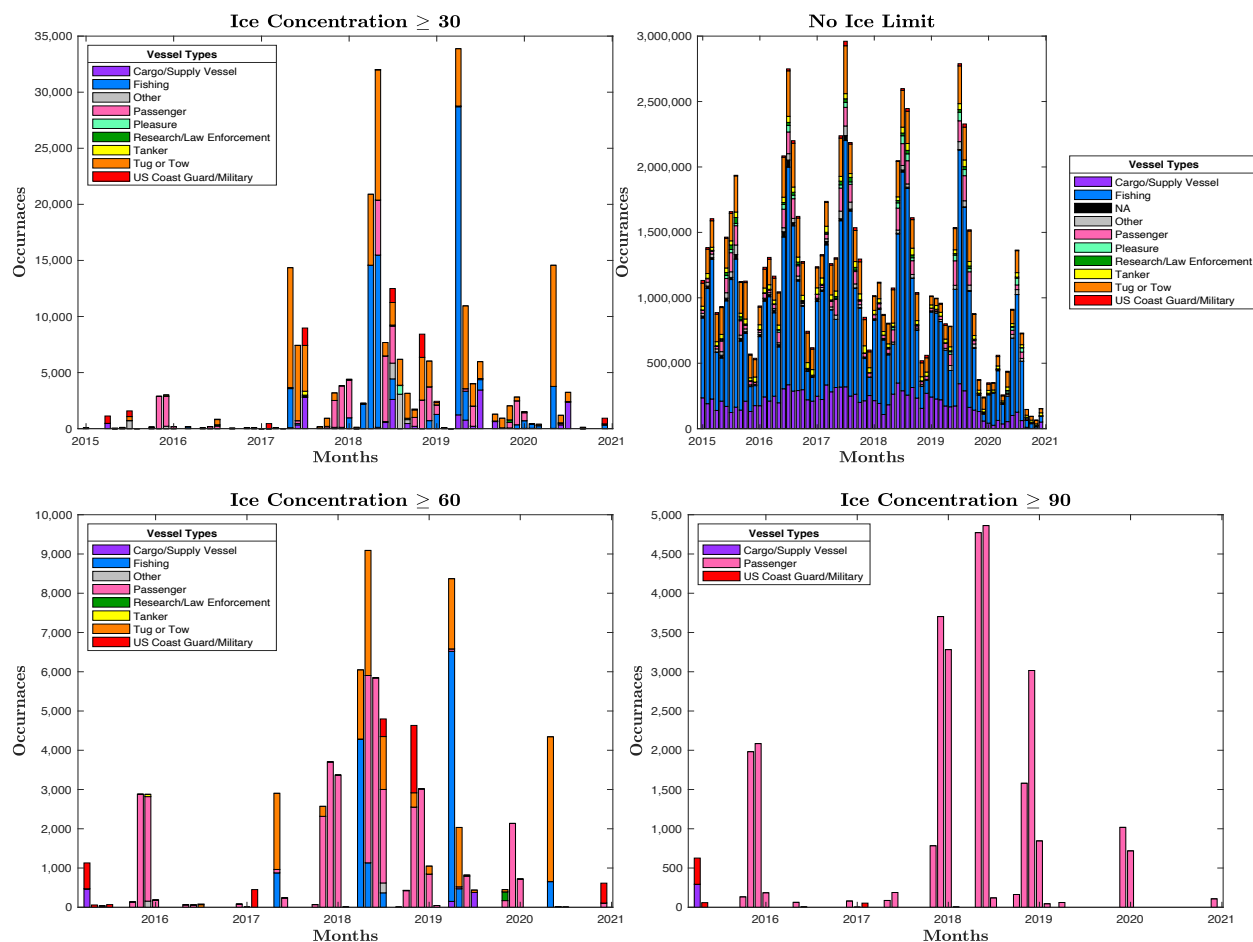 Ice Concentration ≥ 30
35,000
30,000
25,000
20,000
15,000
10,000
5,000
0
Occurnaces
2015
2016
2017
2018
2019
2020
2021
Months
Vessel Types
Cargo/Supply Vessel
Fishing
Other
Passenger
Pleasure
Research/Law Enforcement
Tanker
Tug or Tow
US Coast Guard/Military
No Ice Limit
2015
2016
2017
2018
2019
2020
2021
3,000,000
2,500,000
2,000,000
1,500,000
1,000,000
500,000
0
Occurances
2015
2016
2017
2018
2019
2020
2021
Months
Vessel Types
Cargo/Supply Vessel
Fishing
NA
Other
Passenger
Pleasure
Research/Law Enforcement
Tanker
Tug or Tow
US Coast Guard/Military
Ice Concentration ≥ 60
10,000
9,000
8,000
7,000
6,000
5,000
4,000
3,000
2,000
1,000
0
Occurnaces
2016
2017
2018
2019
2020
2021
Months
Vessel Types
Cargo/Supply Vessel
Fishing
Other
Passenger
Research/Law Enforcement
Tanker
Tug or Tow
US Coast Guard/Military
Ice Concentration ≥ 90
5,000
4,500
4,000
3,500
3,000
2,500
2,000
1,500
1,000
500
0
Occurnaces
2016
2017
2018
2019
2020
2021
Months
Vessel Types
Cargo/Supply Vessel
Passenger
US Coast Guard/Military